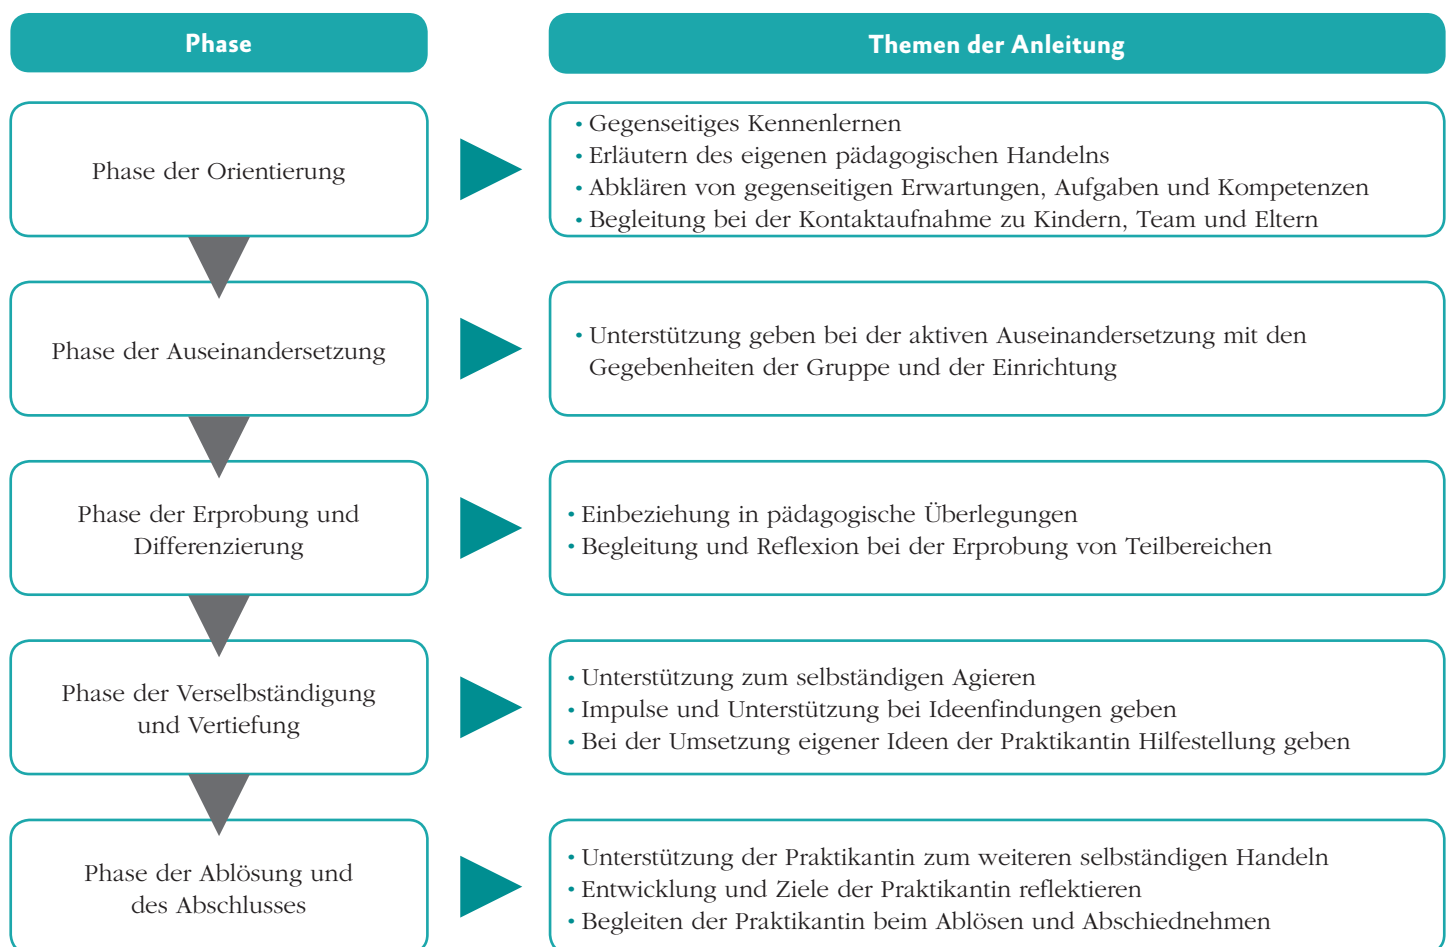 Phase
Themen der Anleitung
Phase der Orientierung
• Gegenseitiges Kennenlernen
• Erläutern des eigenen pädagogischen Handelns
• Abklären von gegenseitigen Erwartungen, Aufgaben und Kompetenzen
• Begleitung bei der Kontaktaufnahme zu Kindern, Team und Eltern
Phase der Auseinandersetzung
• Unterstützung geben bei der aktiven Auseinandersetzung mit den
Gegebenheiten der Gruppe und der Einrichtung
Phase der Erprobung und
Differenzierung
• Einbeziehung in pädagogische Überlegungen
• Begleitung und Reflexion bei der Erprobung von Teilbereichen
Phase der Verselbständigung
und Vertiefung
• Unterstützung zum selbständigen Agieren
• Impulse und Unterstützung bei Ideenfindungen geben
• Bei der Umsetzung eigener Ideen der Praktikantin Hilfestellung geben
Phase der Ablösung und
des Abschlusses
• Unterstützung der Praktikantin zum weiteren selbständigen Handeln
• Entwicklung und Ziele der Praktikantin reflektieren
• Begleiten der Praktikantin beim Ablösen und Abschiednehmen